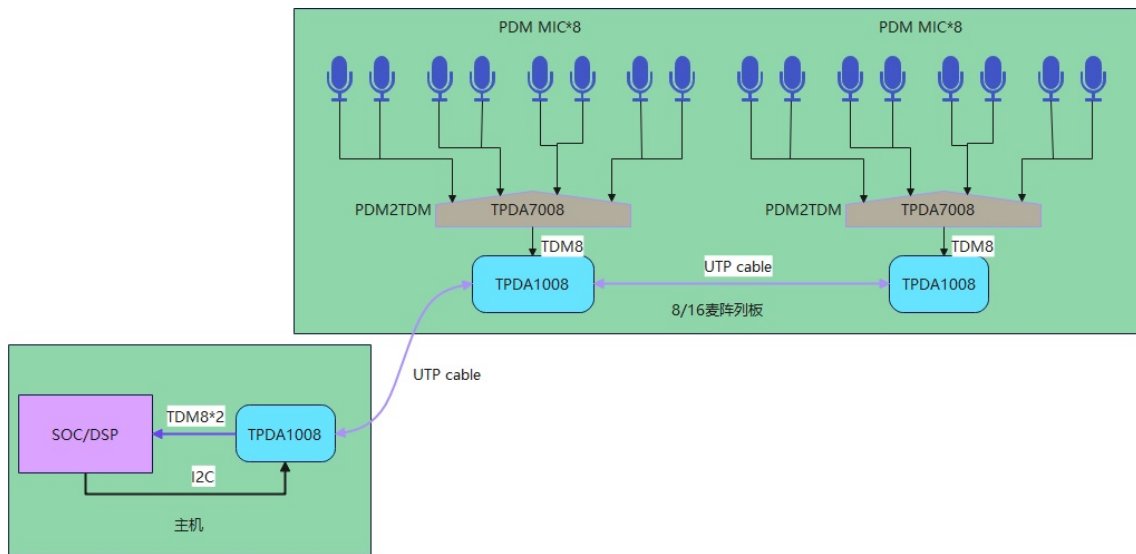 PDM MIC*8
PDM MIC*8
PDM2TDM
TPDA7008
PDM2TDM
TPDA7008
TDM8
TDM8
TPDA1008
UTP cable
TPDA1008
8/16麦阵列板
UTP cable
SOC/DSP
TDM8*2
TPDA1008
I2C
主机